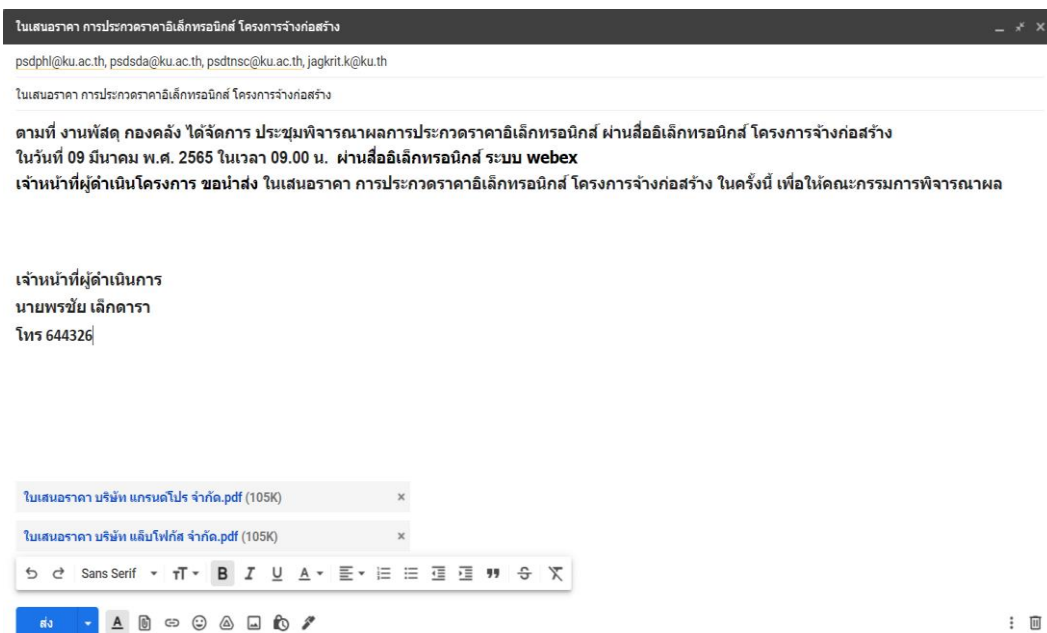 ใบเสนอราคา การประกวดราคาอิเล็กทรอนิกส์ โครงการจ้างก่อสร้าง
psdphl@ku.ac.th, psdsda@ku.ac.th, psdtnsc@ku.ac.th, jagkrit.k@ku.th
ใบเสนอราคา การประกวดราคาอิเล็กทรอนิกส์ โครงการจ้างก่อสร้าง
ตามที่ งานพัสดุ กองคลัง ได้จัดการ ประชุมพิจารณาผลการประกวดราคาอิเล็กทรอนิกส์ ผ่านสื่ออิเล็กทรอนิกส์ โครงการจ้างก่อสร้าง
ในวันที่ 09 มีนาคม พ.ศ. 2565 ในเวลา 09.00 น. ผ่านสื่ออิเล็กทรอนิกส์ ระบบ webex
เจ้าหน้าที่ผู้ดำเนินโครงการ ขอนำส่ง ใบเสนอราคา การประกวดราคาอิเล็กทรอนิกส์ โครงการจ้างก่อสร้าง ในครั้งนี้ เพื่อให้คณะกรรมการพิจารณาผล
เจ้าหน้าที่ผู้ดำเนินการ
นายพรชัย เล็กดารา
โทร 644326
ใบเสนอราคา บริษัท แกรนดโปร จำกัด.pdf (105K)
ใบเสนอราคา บริษัท แล็บโฟกัส จำกัด.pdf (105K)
Sans Serif
ส่ง